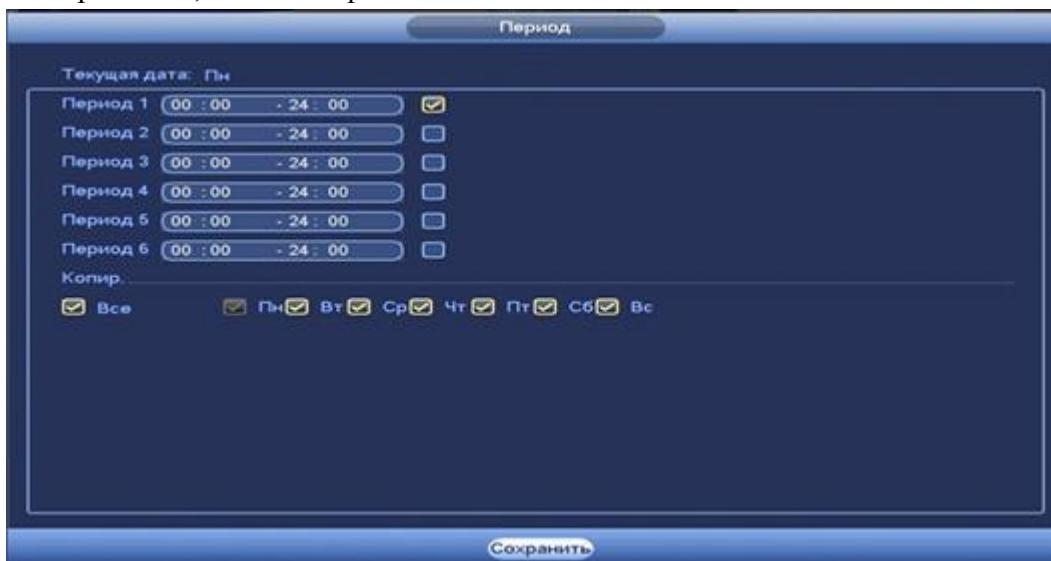 Период
Текущая дата: Пн
Период 1 00 : 00 - 24 : 00
Период 2 00 : 00 - 24 : 00
Период 3 00 : 00 - 24 : 00
Период 4 00 : 00 - 24 : 00
Период 5 00 : 00 - 24 : 00
Период 6 00 : 00 - 24 : 00
Копир.
Все Пн Вт Ср Чт Пт Сб Вс
Сохранить